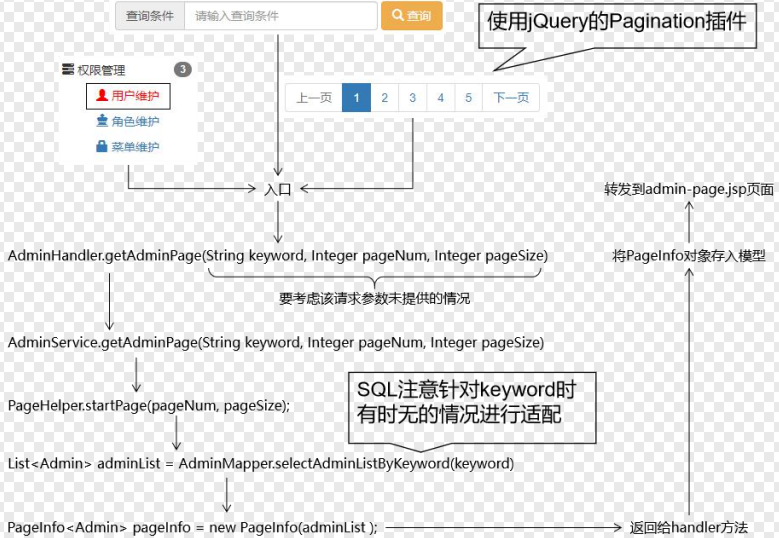 查询条件 请输入查询条件 查询
使用jQuery的Pagination插件
权限管理 3
用户维护
角色维护
菜单维护
上一页 1 2 3 4 5 下一页
入口
转发到admin-page.jsp页面
AdminHandler.getAdminPage(String keyword, Integer pageNum, Integer pageSize)
将PageInfo对象存入模型
要考虑该请求参数未提供的情况
AdminService.getAdminPage(String keyword, Integer pageNum, Integer pageSize)
SQL注意针对keyword时
有时无的情况进行适配
PageHelper.startPage(pageNum, pageSize);
List<Admin> adminList = AdminMapper.selectAdminListByKeyword(keyword)
PageInfo<Admin> pageInfo = new PageInfo(adminList );
返回给handler方法